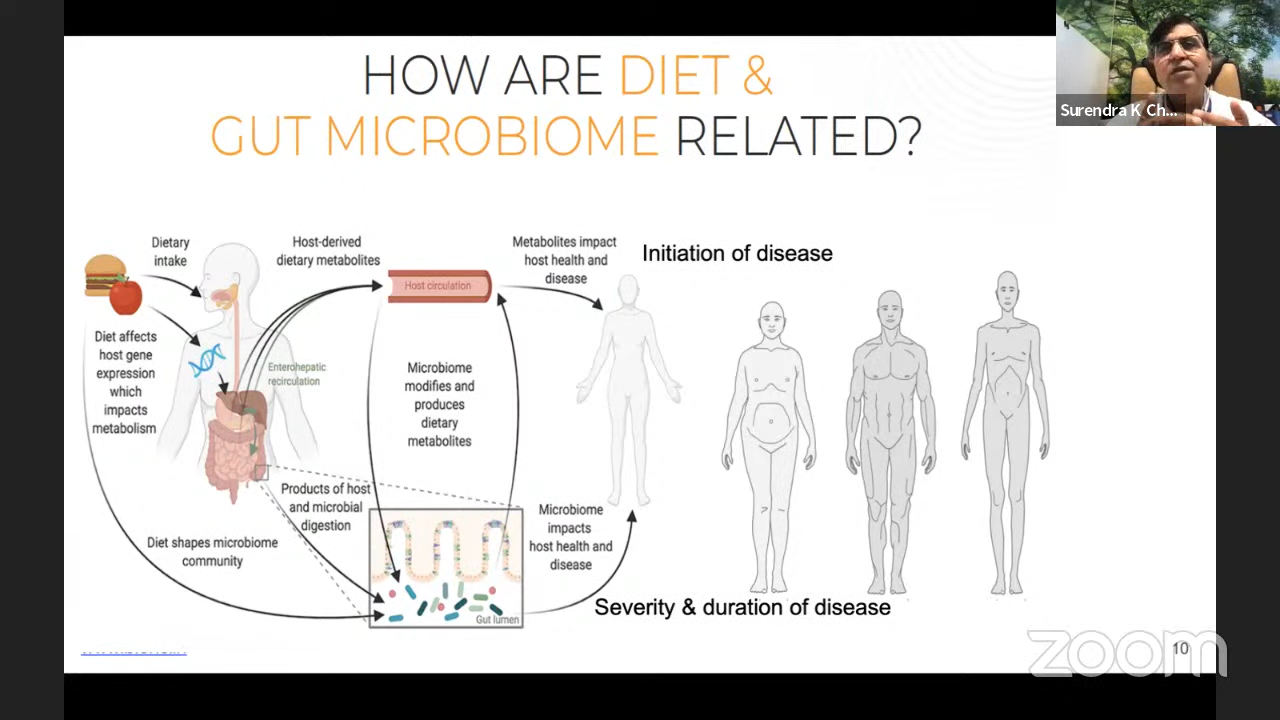 HOW ARE DIET &
GUT MICROBIOME RELATED?
Surendra K Ch...
Dietary
intake
Host-derived
dietary metabolites
Metabolites impact
host health and
disease
Initiation of disease
Host circulation
Diet affects
host gene
expression
which
impacts
metabolism
Enterohepatic
recirculation
Microbiome
modifies and
produces
dietary
metabolites
Products of host
and microbial
digestion
Microbiome
impacts
host health and
disease
Diet shapes microbiome
community
Gut lumen
Severity & duration of disease
zoom
10